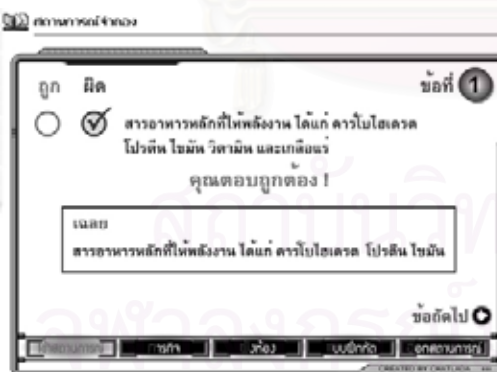 สถานการณ์จำลอง
ถูก ผิด ข้อที่ 1
สารอาหารหลักที่ให้พลังงาน ได้แก่ คาร์โบไฮเดรต
โปรตีน ไขมัน วิตามิน และเกลือแร่
คุณตอบถูกต้อง !
เฉลย
สารอาหารหลักที่ให้พลังงาน ได้แก่ คาร์โบไฮเดรต โปรตีน ไขมัน
ข้อถัดไป
ภารกิจ